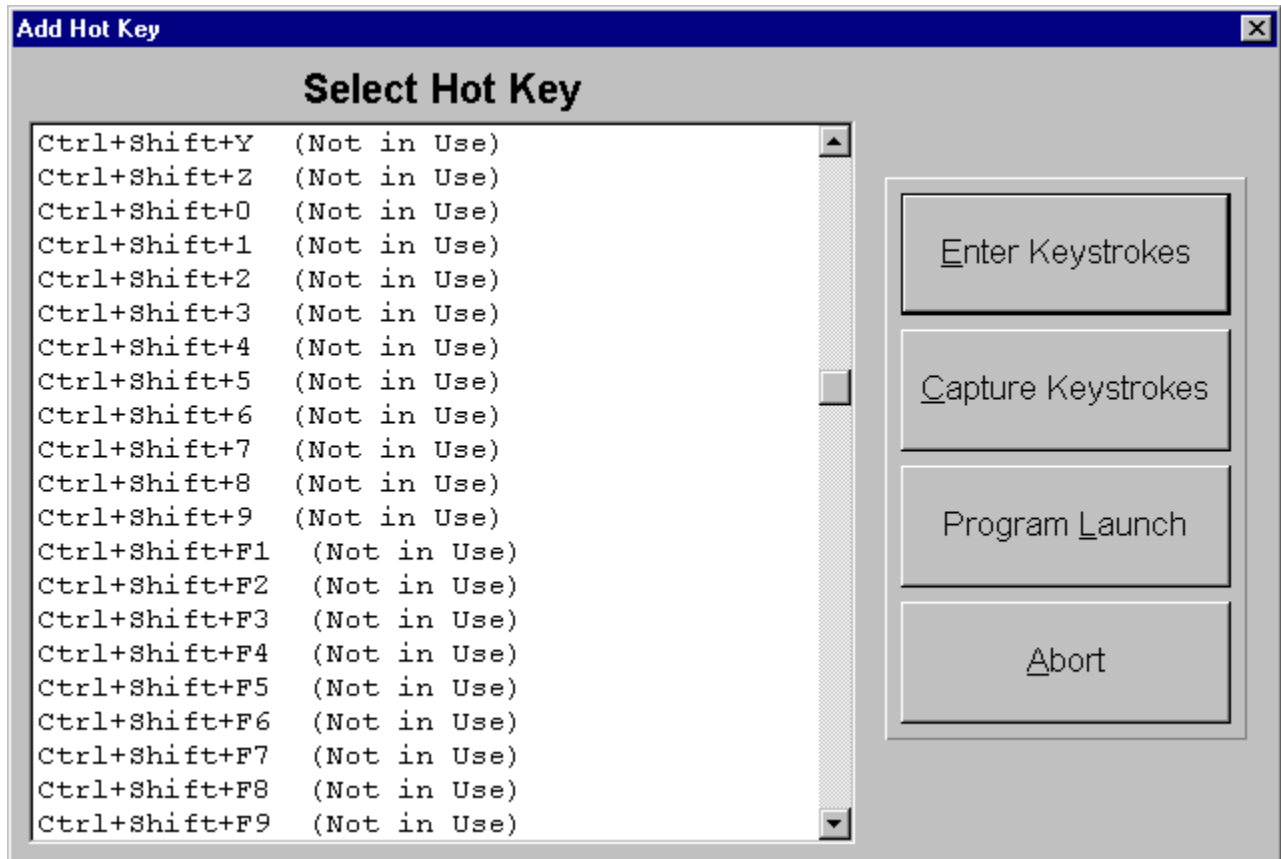 Add Hot Key
Select Hot Key
Ctrl+Shift+Y (Not in Use)
Ctrl+Shift+Z (Not in Use)
Ctrl+Shift+0 (Not in Use)
Ctrl+Shift+1 (Not in Use)
Ctrl+Shift+2 (Not in Use)
Ctrl+Shift+3 (Not in Use)
Ctrl+Shift+4 (Not in Use)
Ctrl+Shift+5 (Not in Use)
Ctrl+Shift+6 (Not in Use)
Ctrl+Shift+7 (Not in Use)
Ctrl+Shift+8 (Not in Use)
Ctrl+Shift+9 (Not in Use)
Ctrl+Shift+F1 (Not in Use)
Ctrl+Shift+F2 (Not in Use)
Ctrl+Shift+F3 (Not in Use)
Ctrl+Shift+F4 (Not in Use)
Ctrl+Shift+F5 (Not in Use)
Ctrl+Shift+F6 (Not in Use)
Ctrl+Shift+F7 (Not in Use)
Ctrl+Shift+F8 (Not in Use)
Ctrl+Shift+F9 (Not in Use)
Enter Keystrokes
Capture Keystrokes
Program Launch
Abort